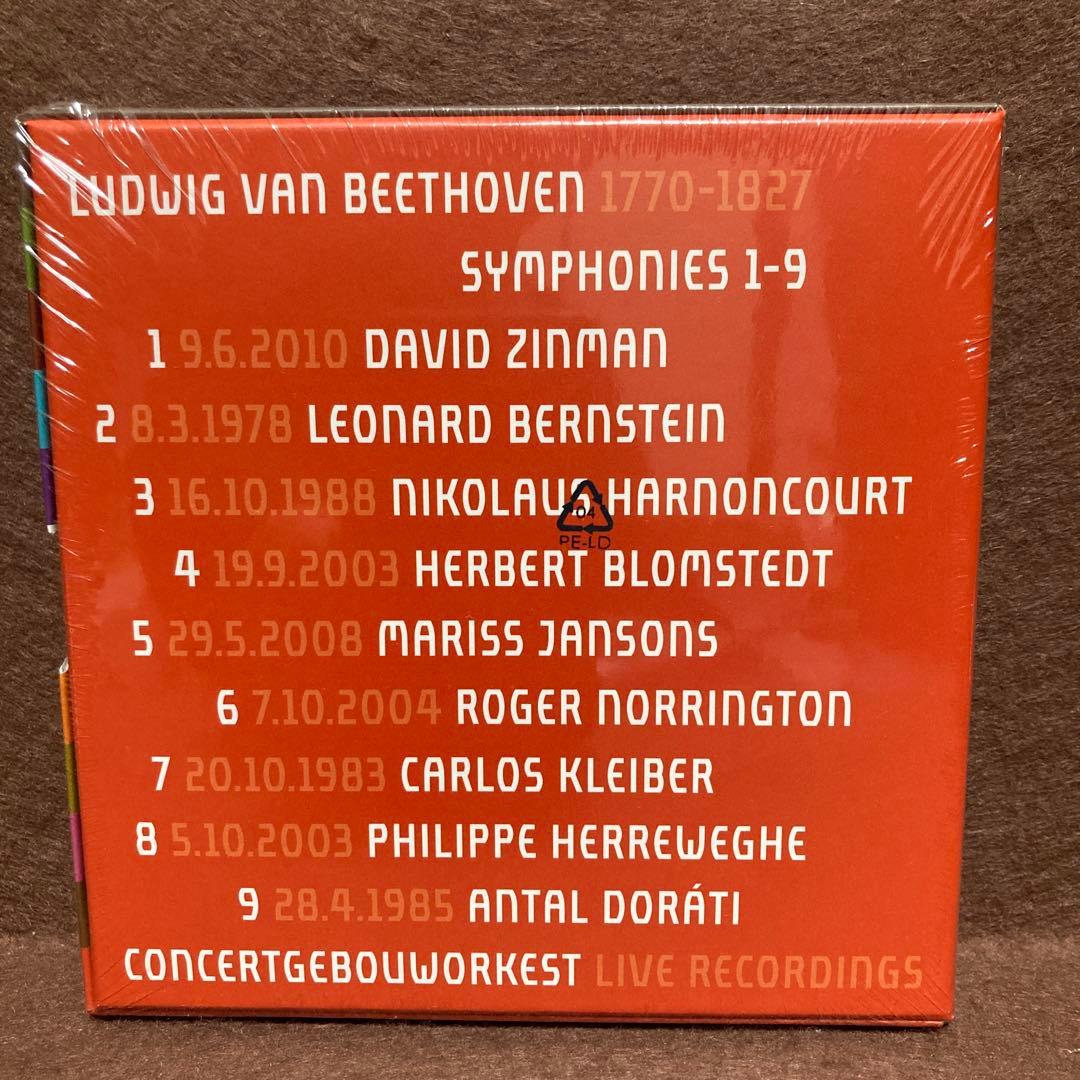 LUDWIG VAN BEETHOVEN 1770-1827
SYMPHONIES 1-9
1 9.6.2010 DAVID ZINMAN
2 8.3.1978 LEONARD BERNSTEIN
3 16.10.1988 NIKOLAUS HARNONCOURT
04
PE-LD
4 19.9.2003 HERBERT BLOMSTEDT
5 29.5.2008 MARISS JANSONS
6 7.10.2004 ROGER NORRINGTON
7 20.10.1983 CARLOS KLEIBER
8 5.10.2003 PHILIPPE HERREWEGHE
9 28.4.1985 ANTAL DORÁTI
CONCERTGEBOUWORKEST LIVE RECORDINGS